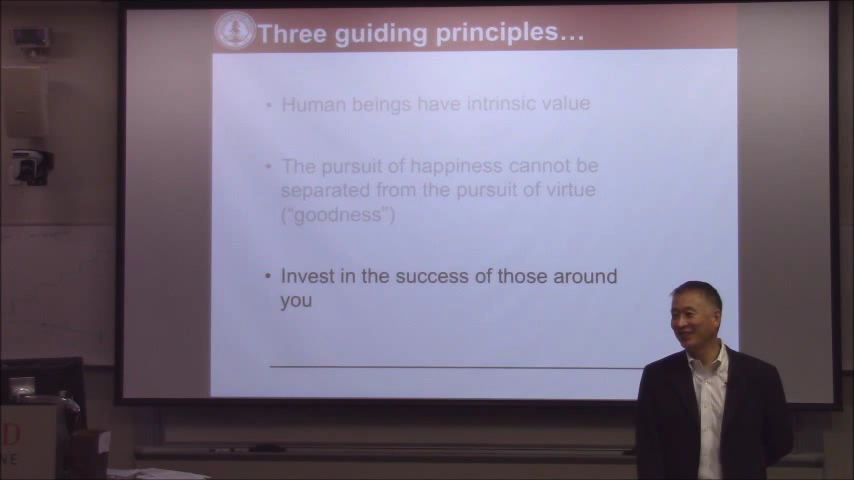 Three guiding principles…
• Human beings have intrinsic value
• The pursuit of happiness cannot be
separated from the pursuit of virtue
("goodness")
• Invest in the success of those around
you
D
NE